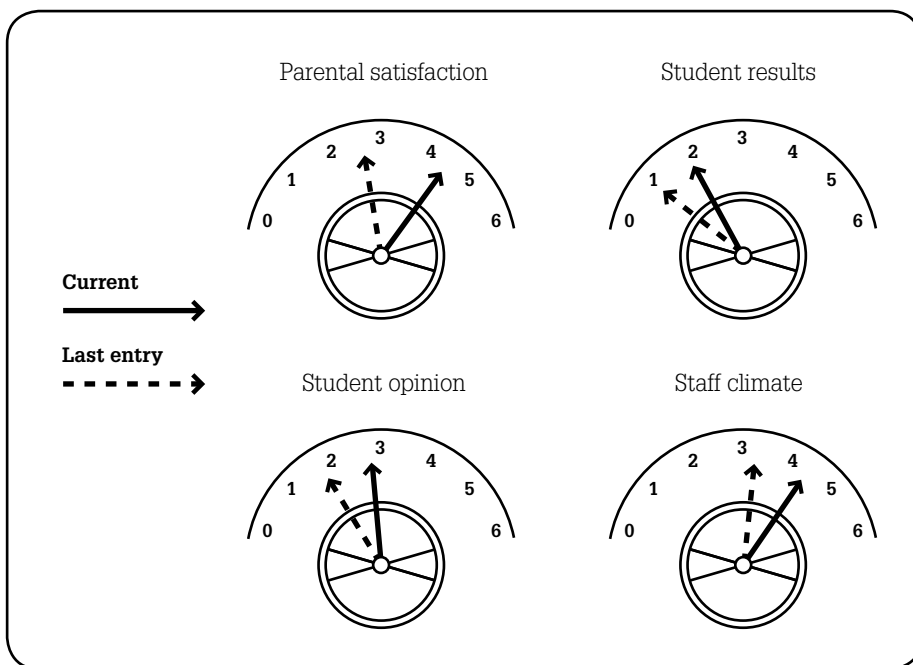 Parental satisfaction
0 1 2 3 4 5 6
Student results
0 1 2 3 4 5 6
Current
Last entry
Student opinion
0 1 2 3 4 5 6
Staff climate
0 1 2 3 4 5 6